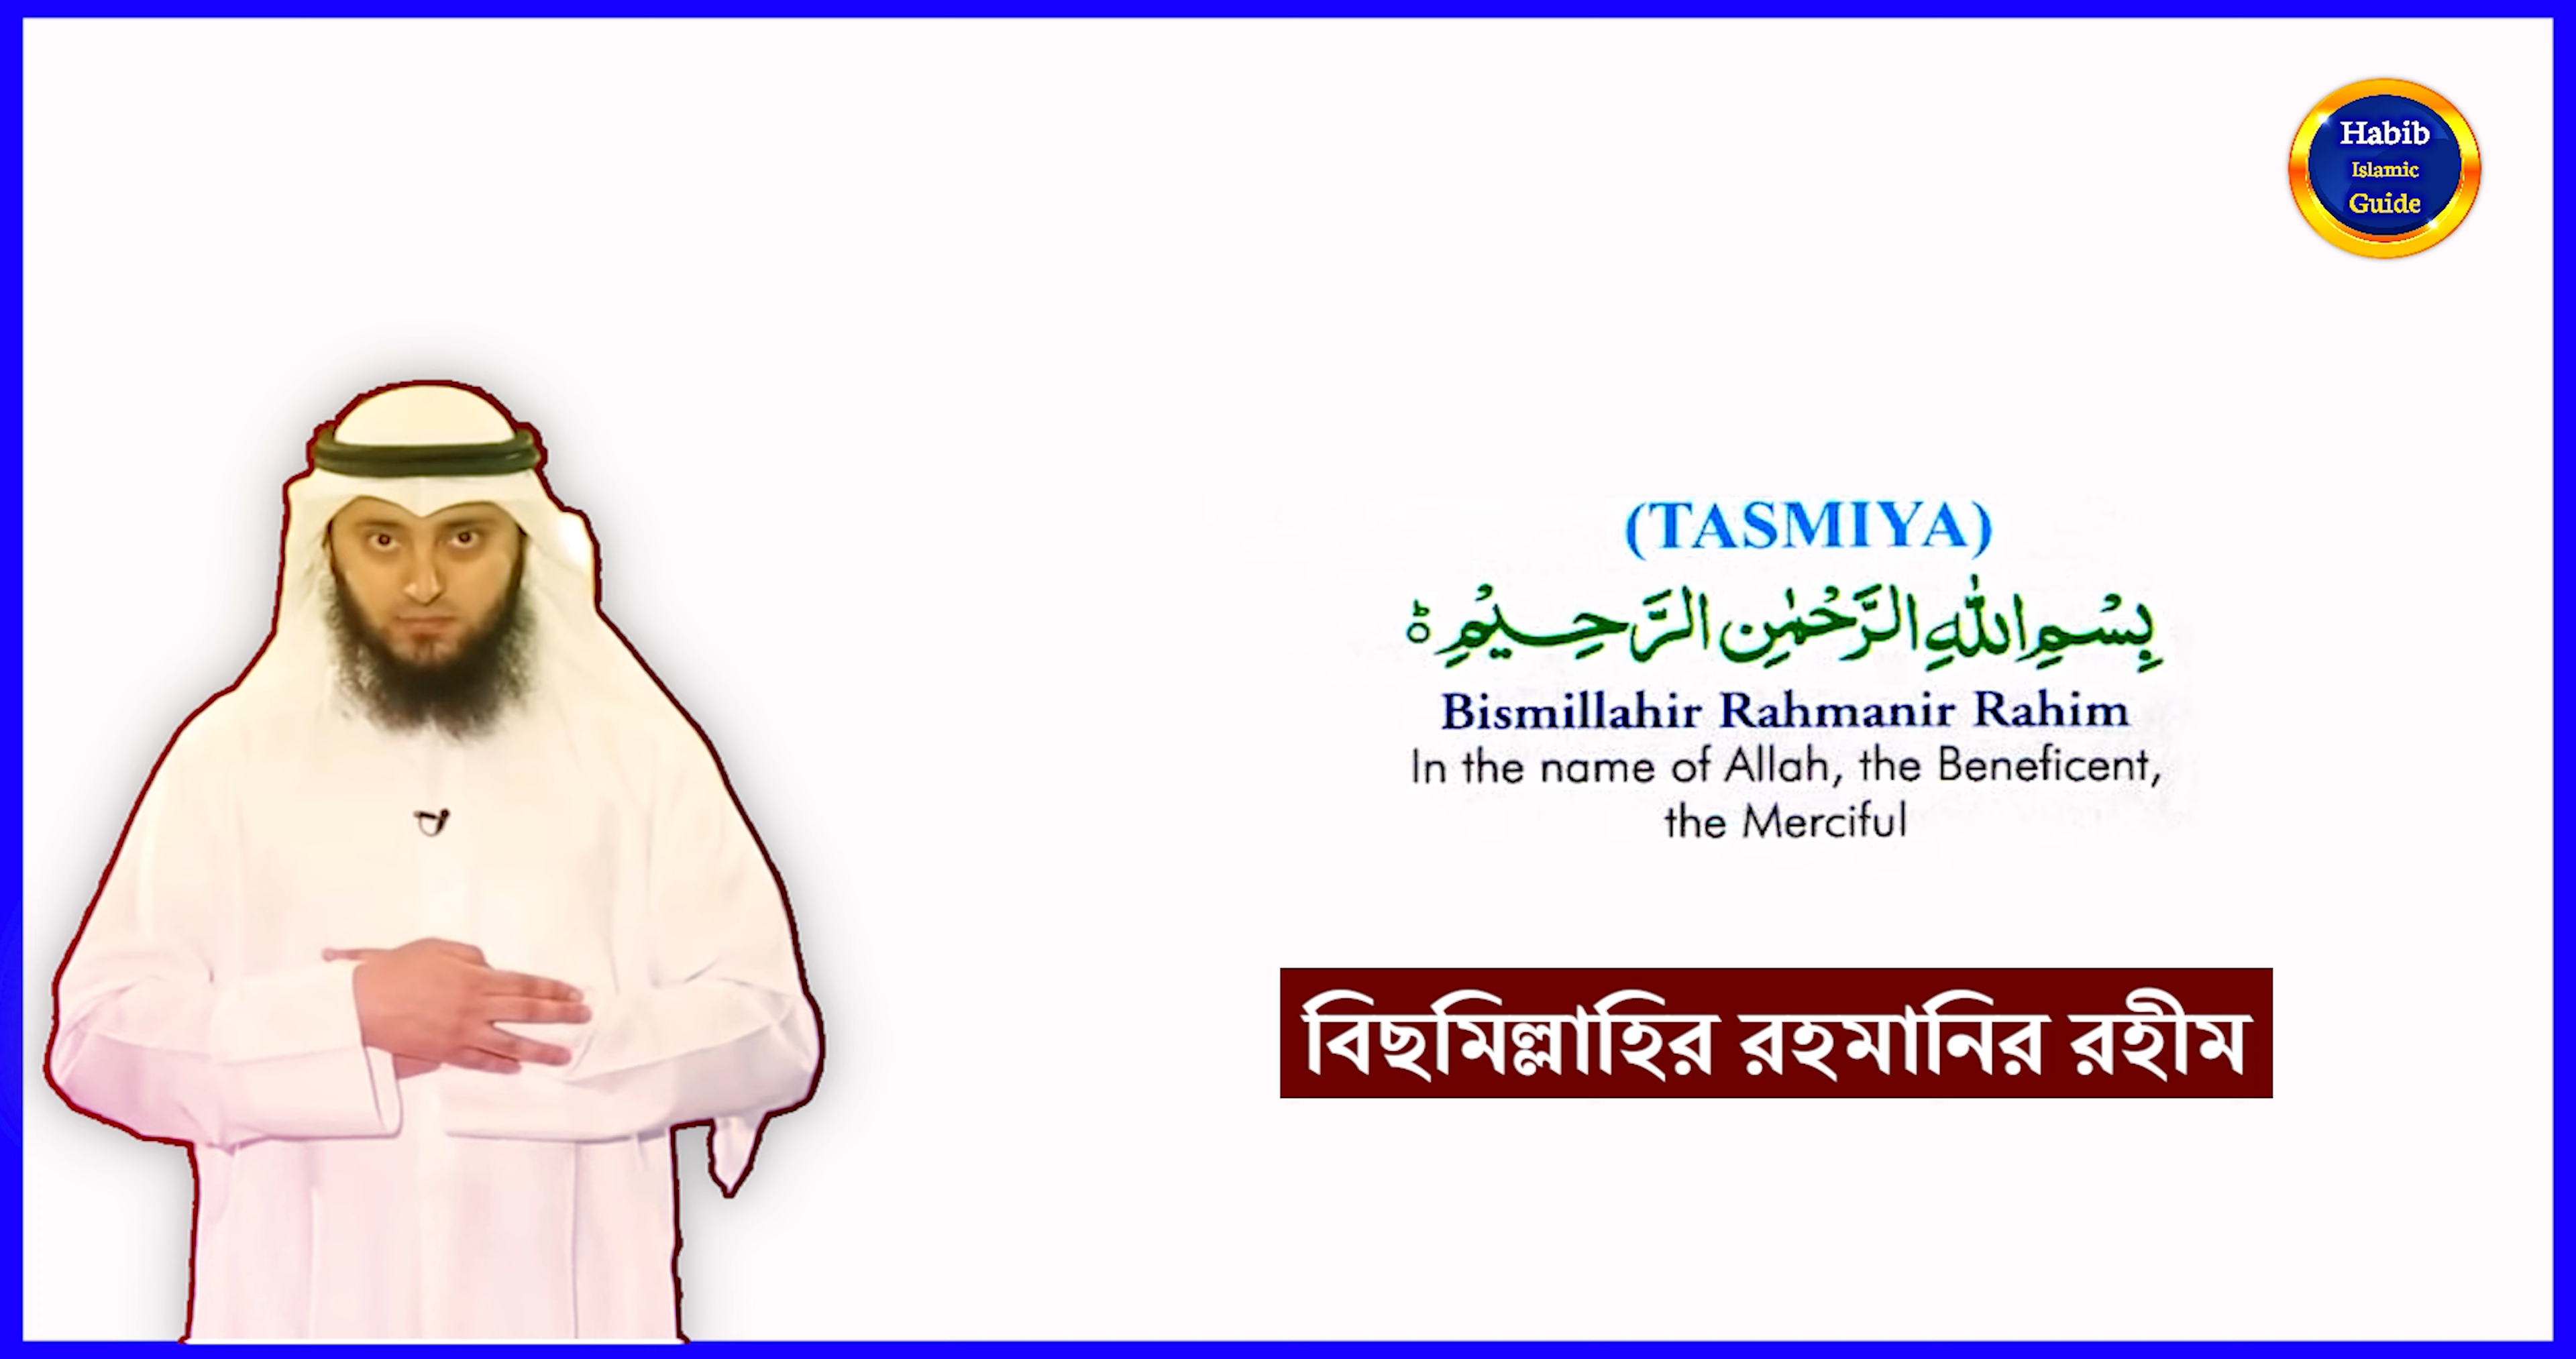 Habib
Islamic
Guide
(TASMIYA)
بِسْمِ اللّٰهِ الرَّحْمٰنِ الرَّحِيْمِ ؕ
Bismillahir Rahmanir Rahim
In the name of Allah, the Beneficent,
the Merciful
বিছমিল্লাহির রহমানির রহীম